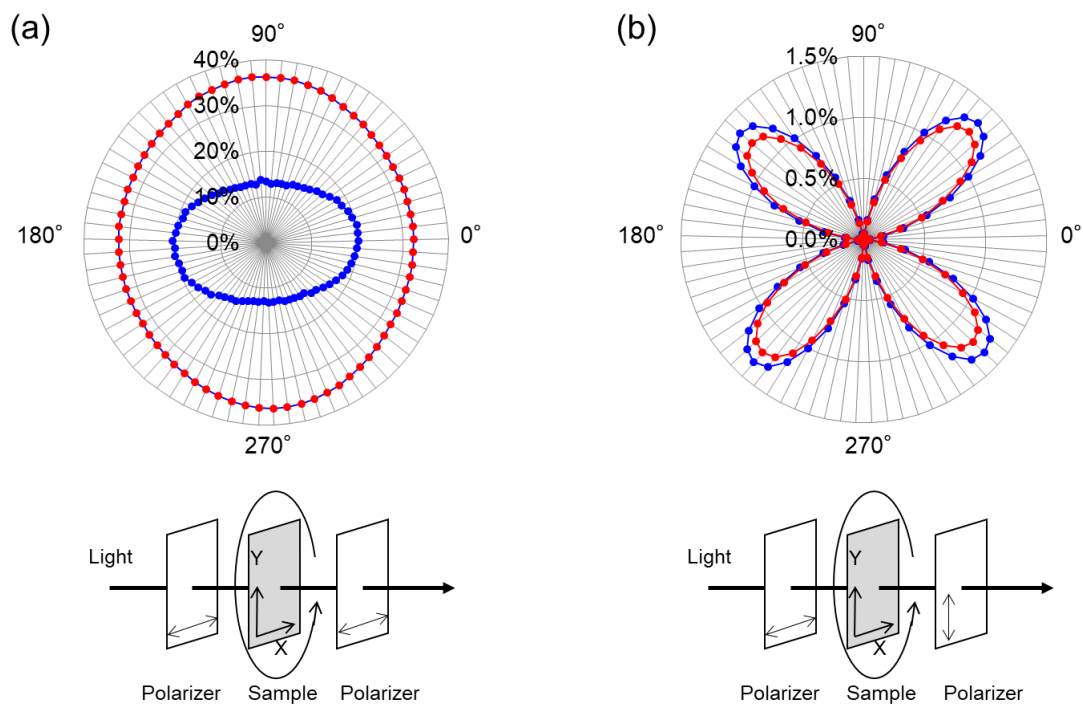 (a)
90°
40%
30%
20%
10%
0%
180°
0°
270°
Light
Y
X
Polarizer Sample Polarizer
(b)
90°
1.5%
1.0%
0.5%
0.0%
180°
0°
270°
Light
Y
X
Polarizer Sample Polarizer